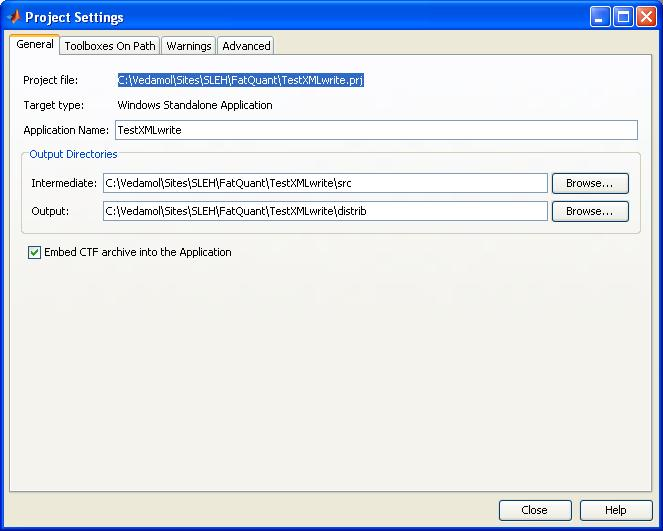 Project Settings
General Toolboxes On Path Warnings Advanced
Project file: C:\Vedamol\Sites\SLEH\FatQuant\TestXMLwrite.prj
Target type: Windows Standalone Application
Application Name: TestXMLwrite
Output Directories
Intermediate: C:\Vedamol\Sites\SLEH\FatQuant\TestXMLwrite\src Browse...
Output: C:\Vedamol\Sites\SLEH\FatQuant\TestXMLwrite\distrib Browse...
Embed CTF archive into the Application
Close Help